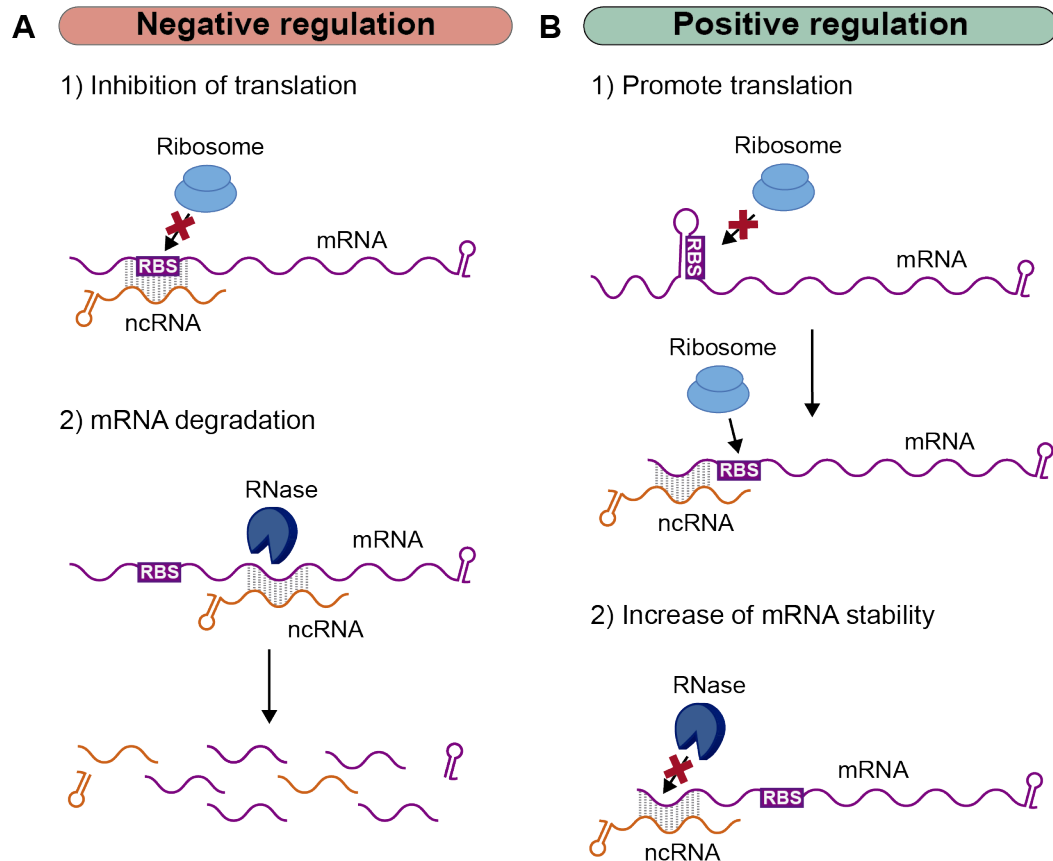 A
Negative regulation
1) Inhibition of translation
Ribosome
mRNA
RBS
ncRNA
2) mRNA degradation
RNase
mRNA
RBS
ncRNA
B
Positive regulation
1) Promote translation
Ribosome
RBS
mRNA
Ribosome
mRNA
RBS
ncRNA
2) Increase of mRNA stability
RNase
mRNA
RBS
ncRNA